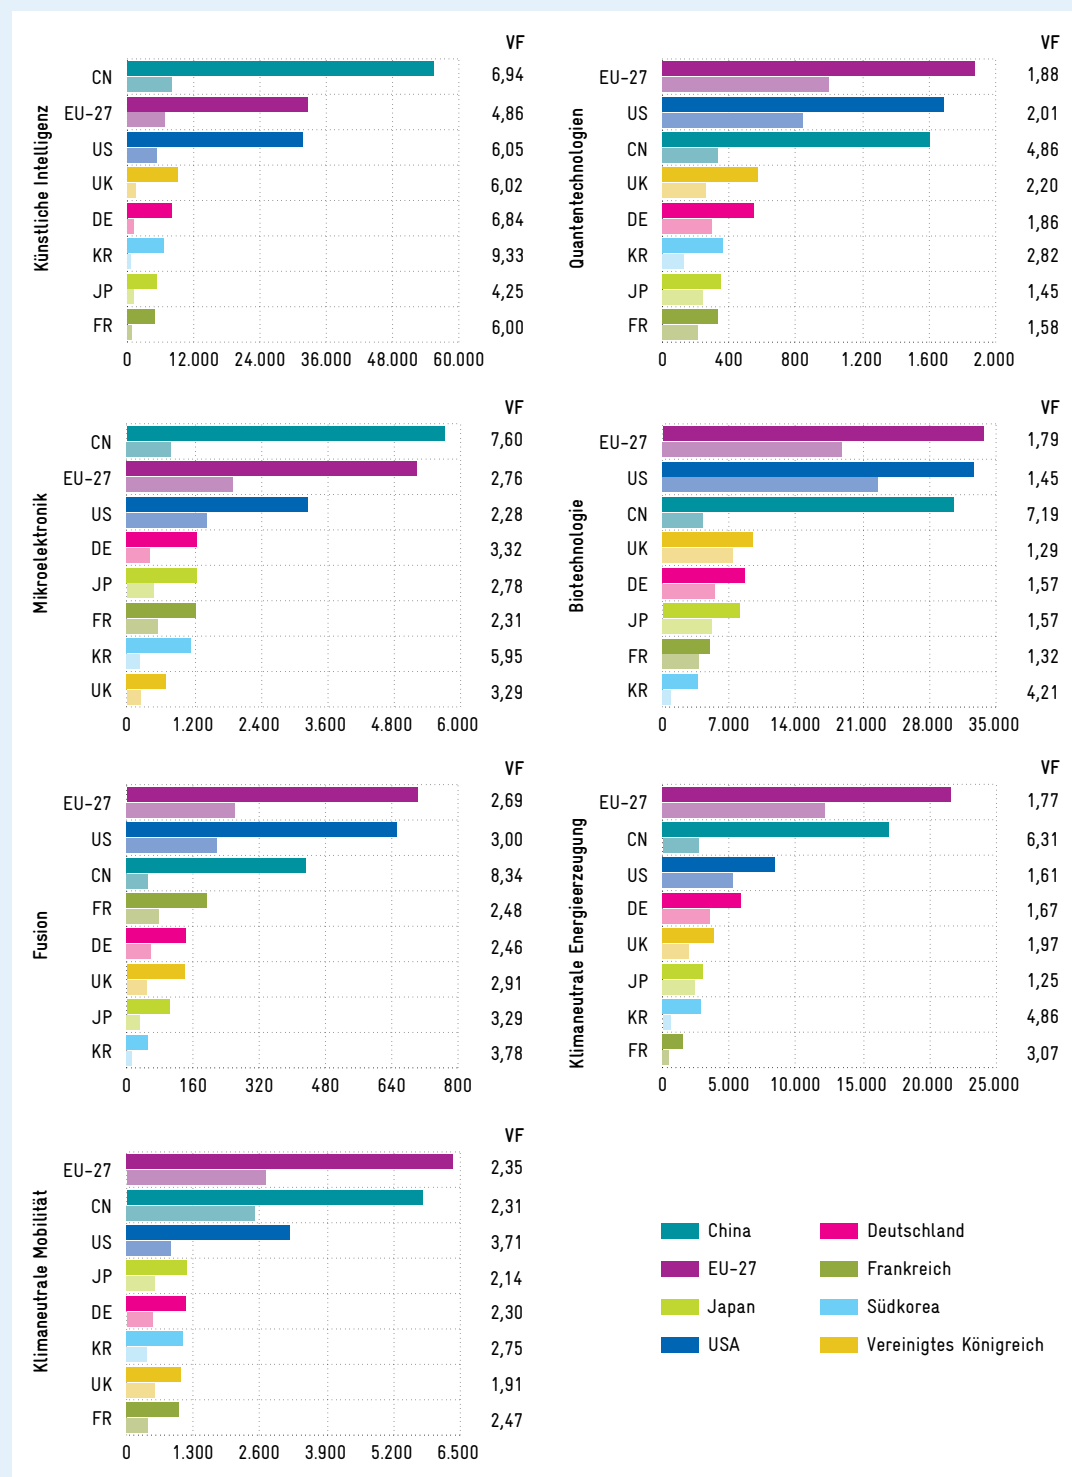 Künstliche Intelligenz
VF
CN 6,94
EU-27 4,86
US 6,05
UK 6,02
DE 6,84
KR 9,33
JP 4,25
FR 6,00
0 12.000 24.000 36.000 48.000 60.000
Quantentechnologien
VF
EU-27 1,88
US 2,01
CN 4,86
UK 2,20
DE 1,86
KR 2,82
JP 1,45
FR 1,58
0 400 800 1.200 1.600 2.000
Mikroelektronik
VF
CN 7,60
EU-27 2,76
US 2,28
DE 3,32
JP 2,78
FR 2,31
KR 5,95
UK 3,29
0 1.200 2.400 3.600 4.800 6.000
Biotechnologie
VF
EU-27 1,79
US 1,45
CN 7,19
UK 1,29
DE 1,57
JP 1,57
FR 1,32
KR 4,21
0 7.000 14.000 21.000 28.000 35.000
Fusion
VF
EU-27 2,69
US 3,00
CN 8,34
FR 2,48
DE 2,46
UK 2,91
JP 3,29
KR 3,78
0 160 320 480 640 800
Klimaneutrale Energieerzeugung
VF
EU-27 1,77
CN 6,31
US 1,61
DE 1,67
UK 1,97
JP 1,25
KR 4,86
FR 3,07
0 5.000 10.000 15.000 20.000 25.000
Klimaneutrale Mobilität
VF
EU-27 2,35
CN 2,31
US 3,71
JP 2,14
DE 2,30
KR 2,75
UK 1,91
FR 2,47
0 1.300 2.600 3.900 5.200 6.500
China Deutschland
EU-27 Frankreich
Japan Südkorea
USA Vereinigtes Königreich